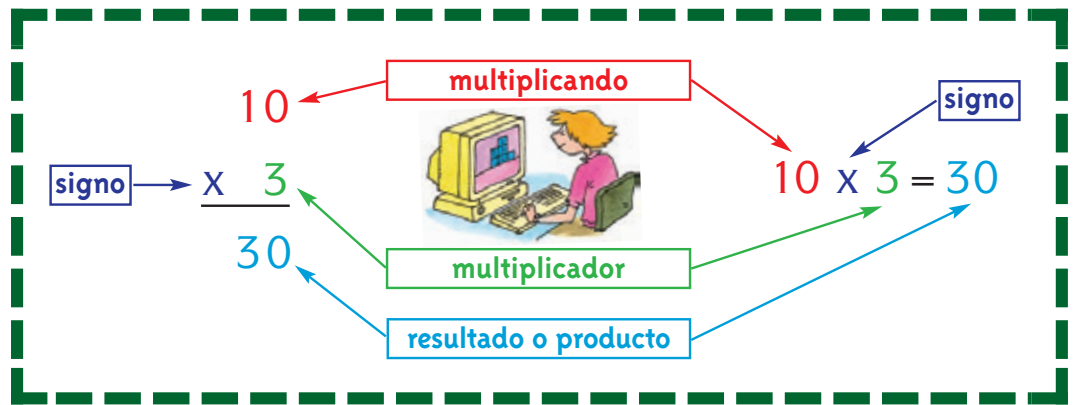 multiplicando
10
signo
signo
x 3
10 x 3 = 30
30
multiplicador
resultado o producto